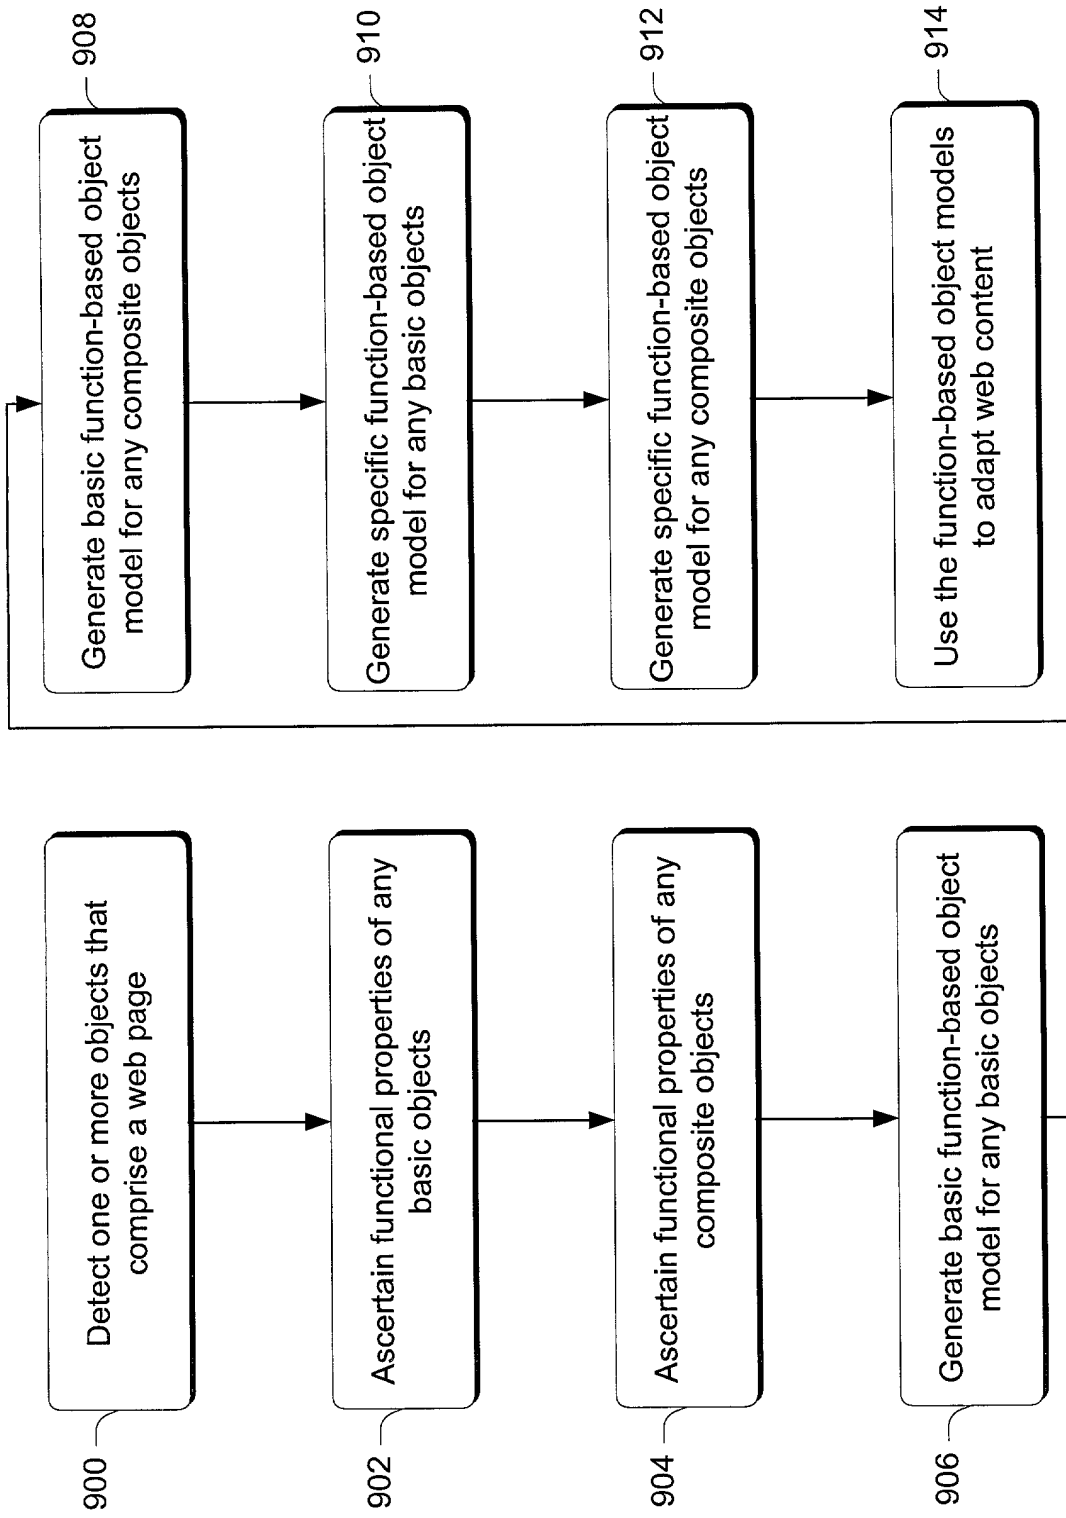 900
Detect one or more objects that
comprise a web page
902
Ascertain functional properties of any
basic objects
904
Ascertain functional properties of any
composite objects
906
Generate basic function-based object
model for any basic objects
908
Generate basic function-based object
model for any composite objects
910
Generate specific function-based object
model for any basic objects
912
Generate specific function-based object
model for any composite objects
914
Use the function-based object models
to adapt web content